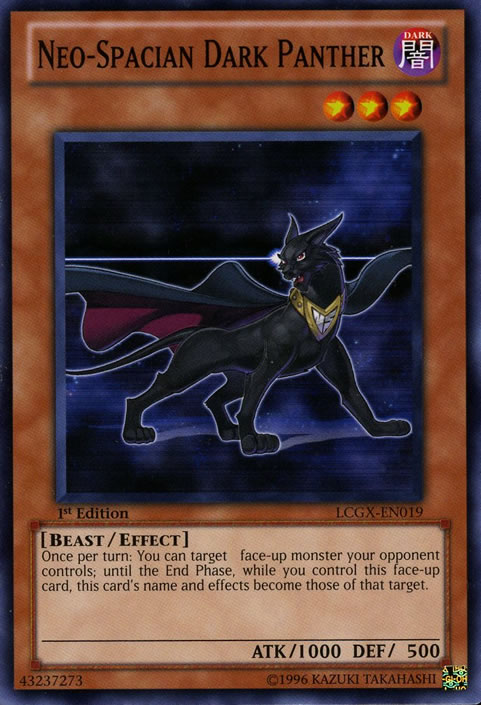 NEO-SPACIAN DARK PANTHER
DARK
闇
1st Edition
LCGX-EN019
[BEAST / EFFECT]
Once per turn: You can target face-up monster your opponent
controls; until the End Phase, while you control this face-up
card, this card's name and effects become those of that target.
ATK/1000 DEF/ 500
43237273
©1996 KAZUKI TAKAHASHI